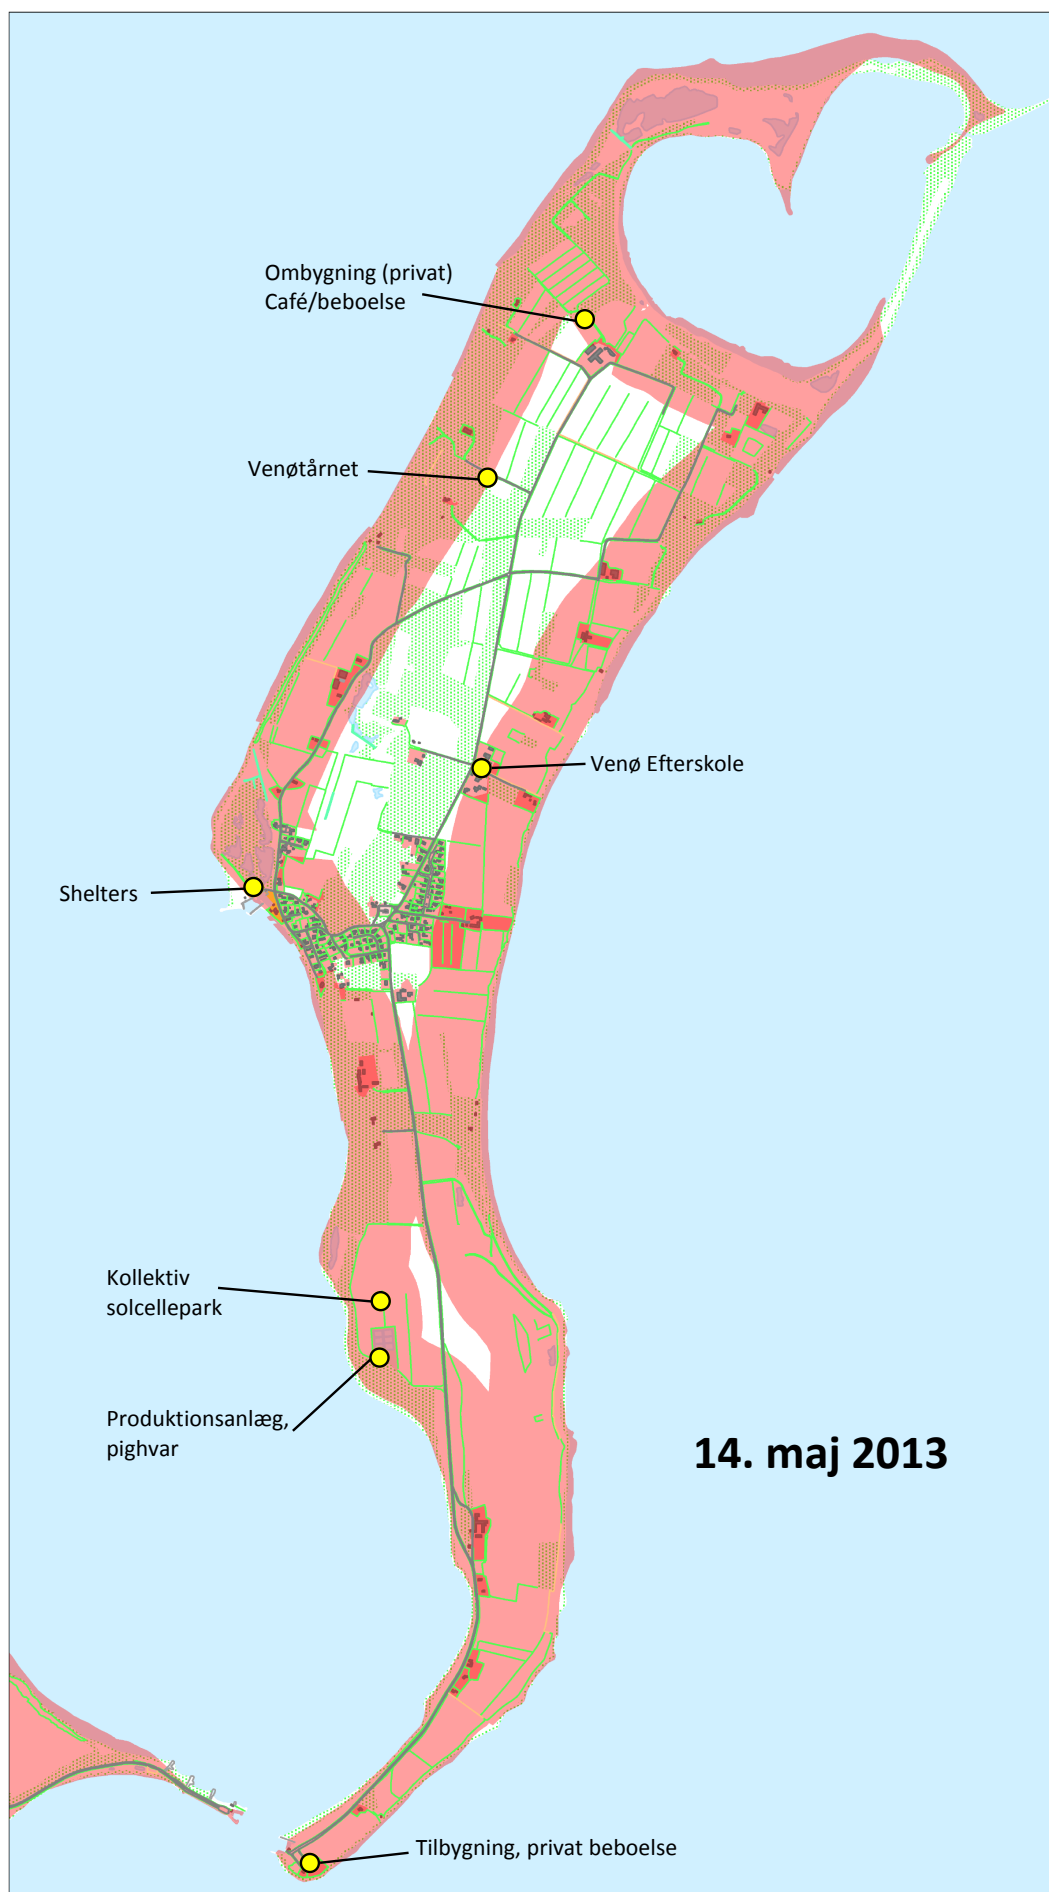 Ombygning (privat)
Café/beboelse
Venøtårnet
Venø Efterskole
Shelters
Kollektiv
solcellepark
Produktionsanlæg,
pighvar
14. maj 2013
Tilbygning, privat beboelse